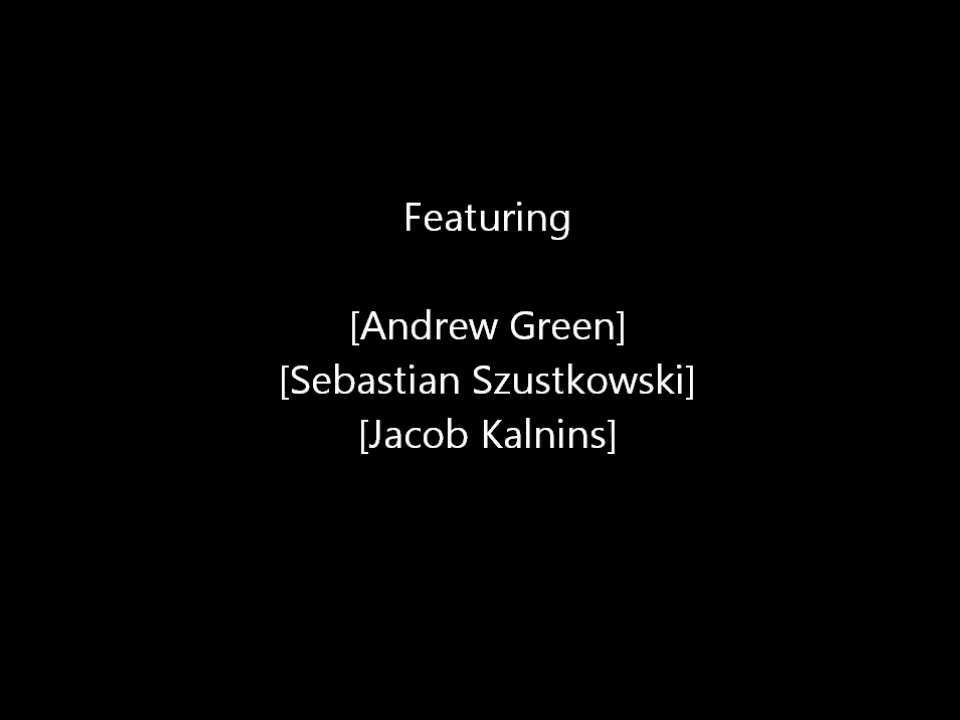 Featuring
[Andrew Green]
[Sebastian Szustkowski]
[Jacob Kalnins]